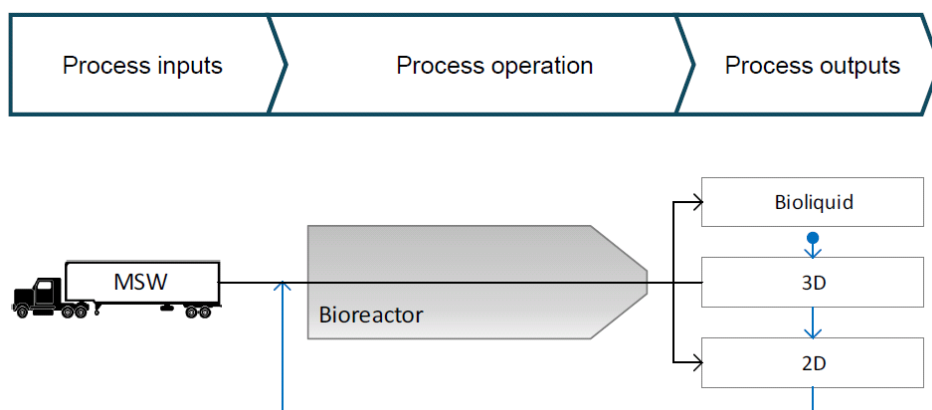 Process inputs
Process operation
Process outputs
Bioliquid
MSW
3D
Bioreactor
2D